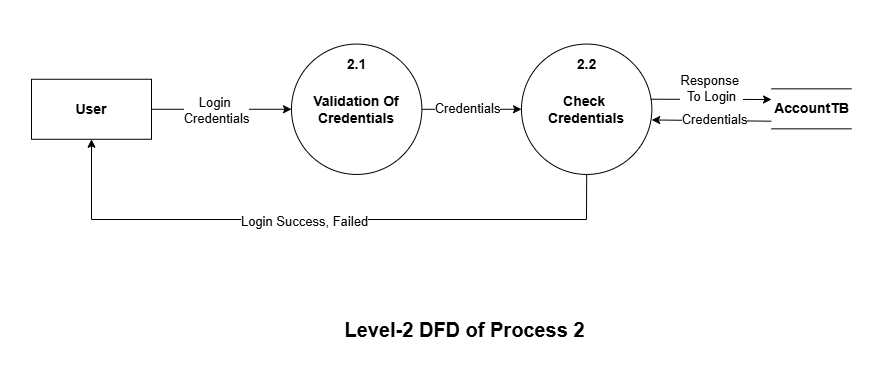 2.1
2.2
User
Login
Credentials
Validation Of
Credentials
Credentials
Check
Credentials
Response
To Login
Credentials
AccountTB
Login Success, Failed
Level-2 DFD of Process 2